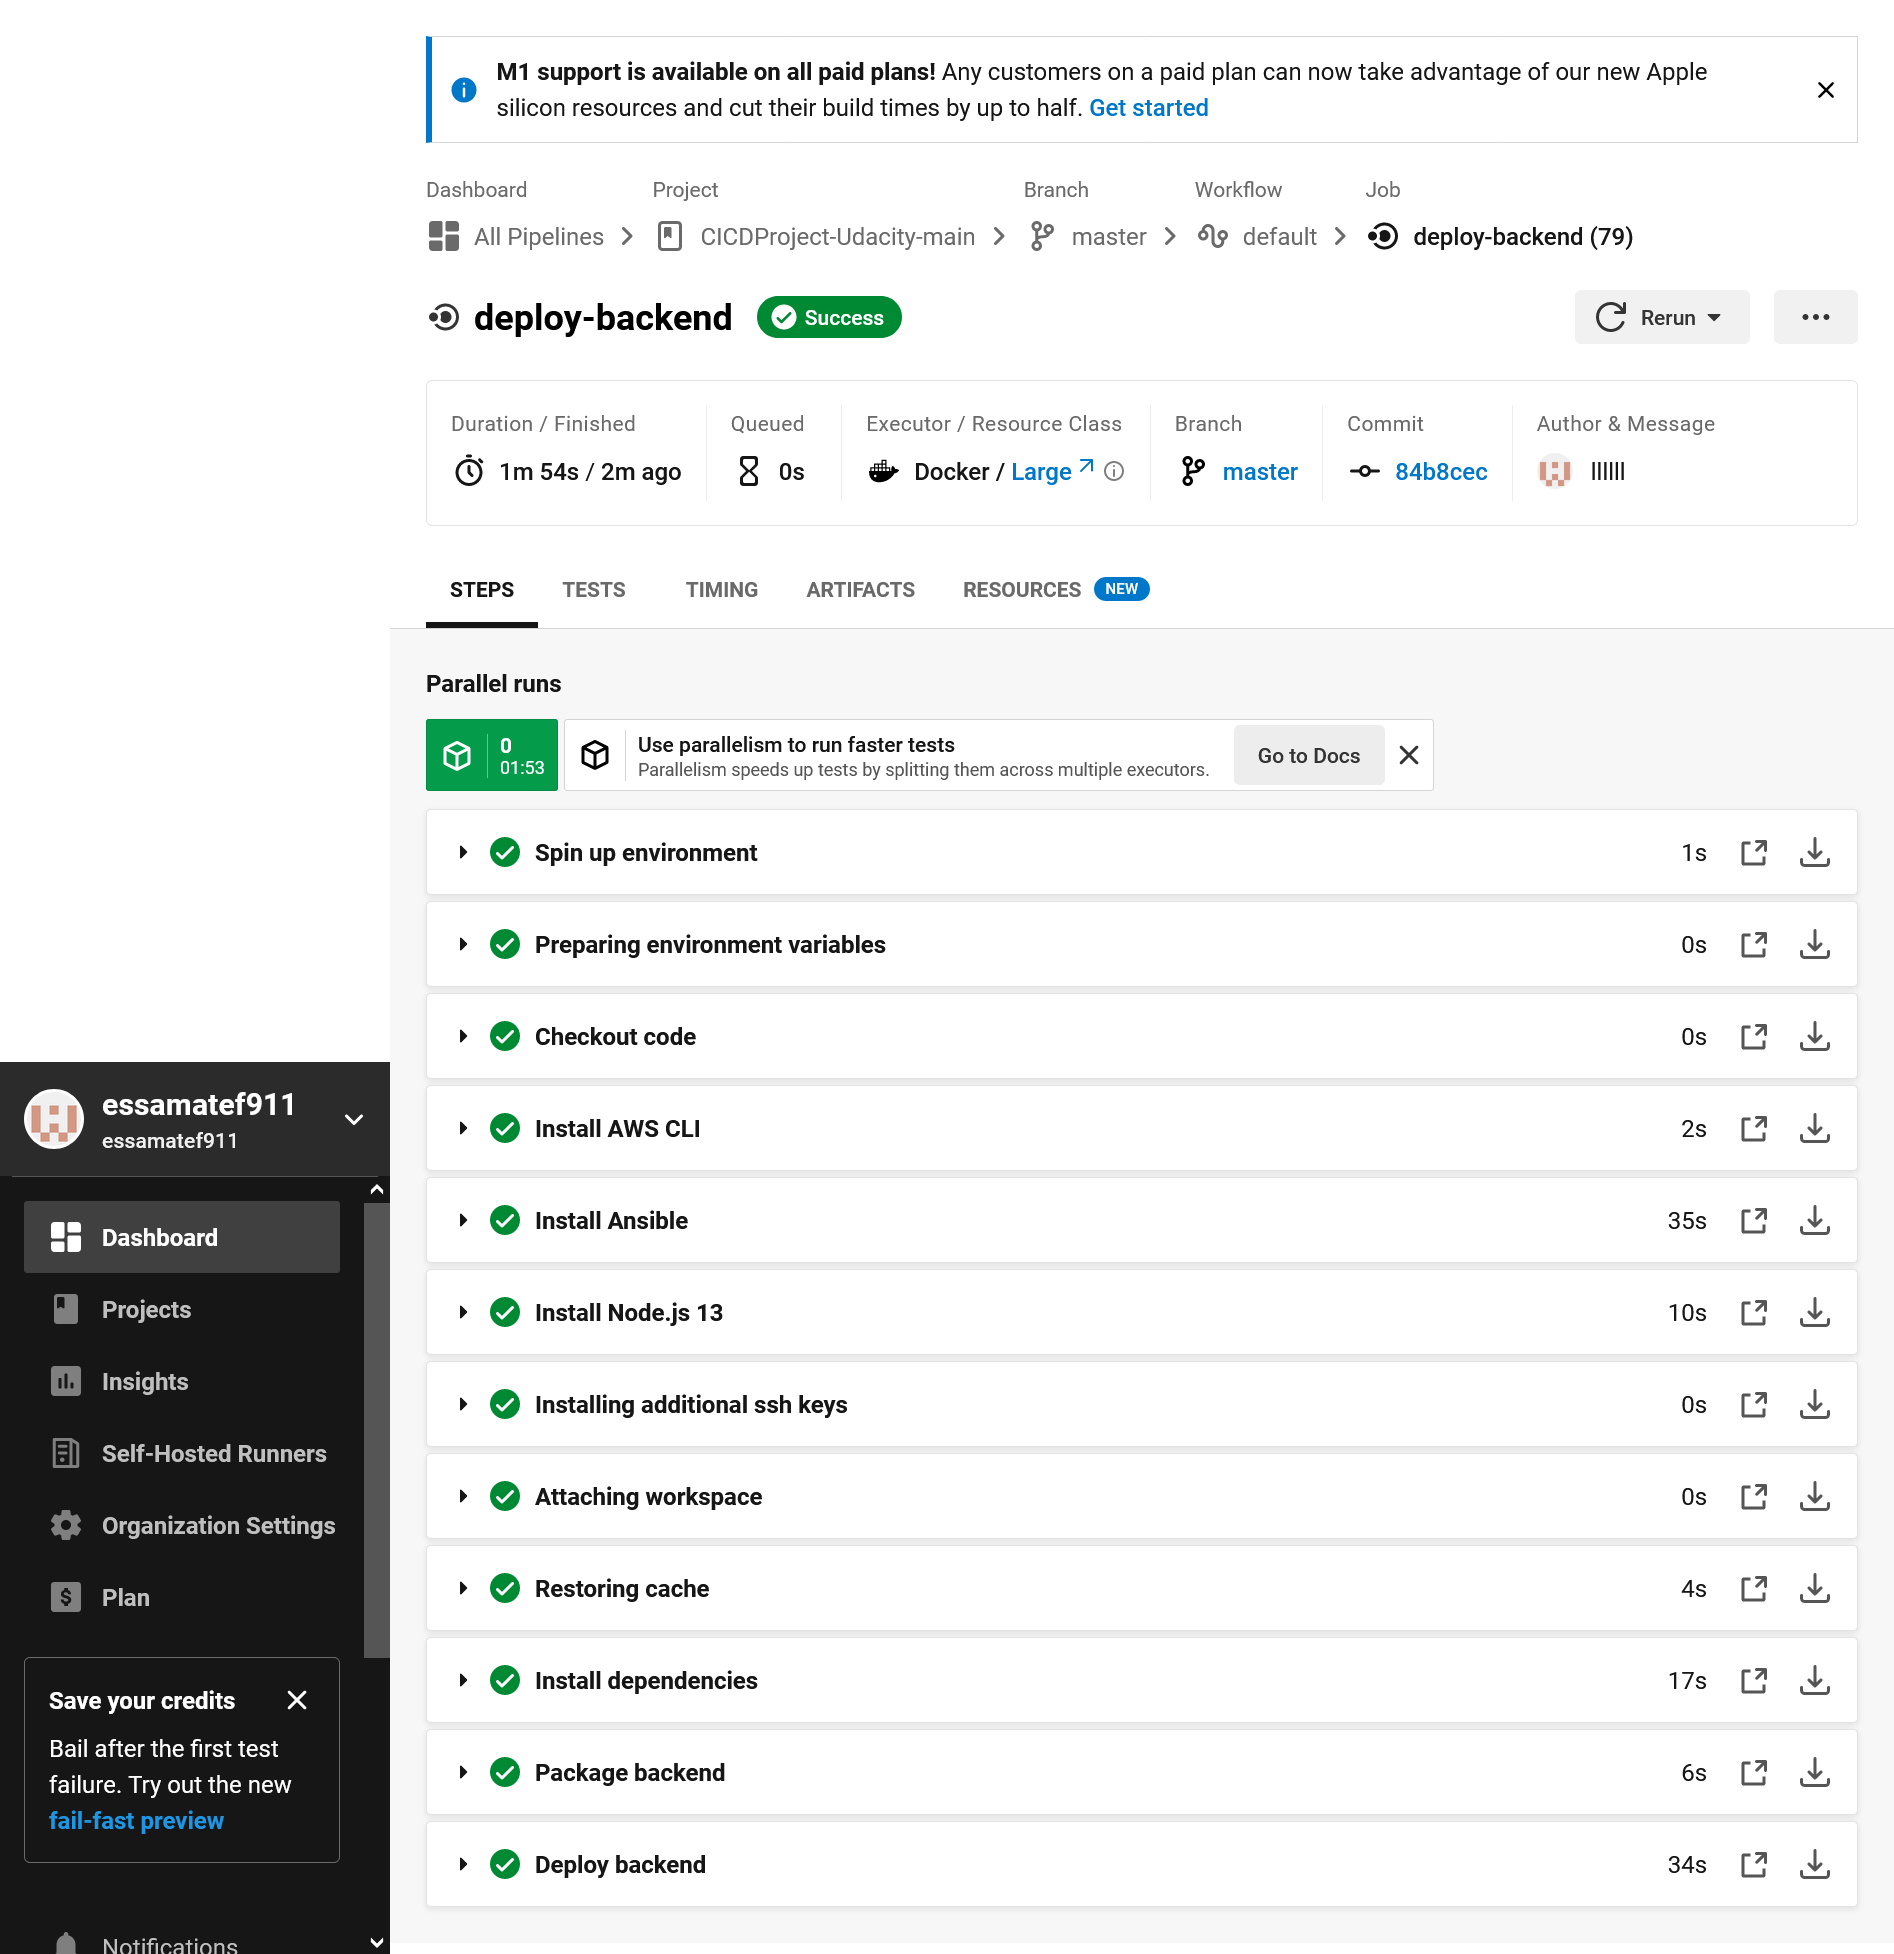 M1 support is available on all paid plans! Any customers on a paid plan can now take advantage of our new Apple
silicon resources and cut their build times by up to half. Get started
Dashboard Project Branch Workflow Job
All Pipelines CICDProject-Udacity-main master default deploy-backend (79)
deploy-backend Success Rerun
Duration / Finished Queued Executor / Resource Class Branch Commit Author & Message
1m 54s / 2m ago 0s Docker / Large master 84b8cec
STEPS TESTS TIMING ARTIFACTS RESOURCES NEW
Parallel runs
0
01:53
Use parallelism to run faster tests
Parallelism speeds up tests by splitting them across multiple executors.
Go to Docs
Spin up environment 1s
Preparing environment variables 0s
Checkout code 0s
Install AWS CLI 2s
Install Ansible 35s
Install Node.js 13 10s
Installing additional ssh keys 0s
Attaching workspace 0s
Restoring cache 4s
Install dependencies 17s
Package backend 6s
Deploy backend 34s
essamatef911
essamatef911
Dashboard
Projects
Insights
Self-Hosted Runners
Organization Settings
Plan
Save your credits
Bail after the first test
failure. Try out the new
fail-fast preview
Notifications